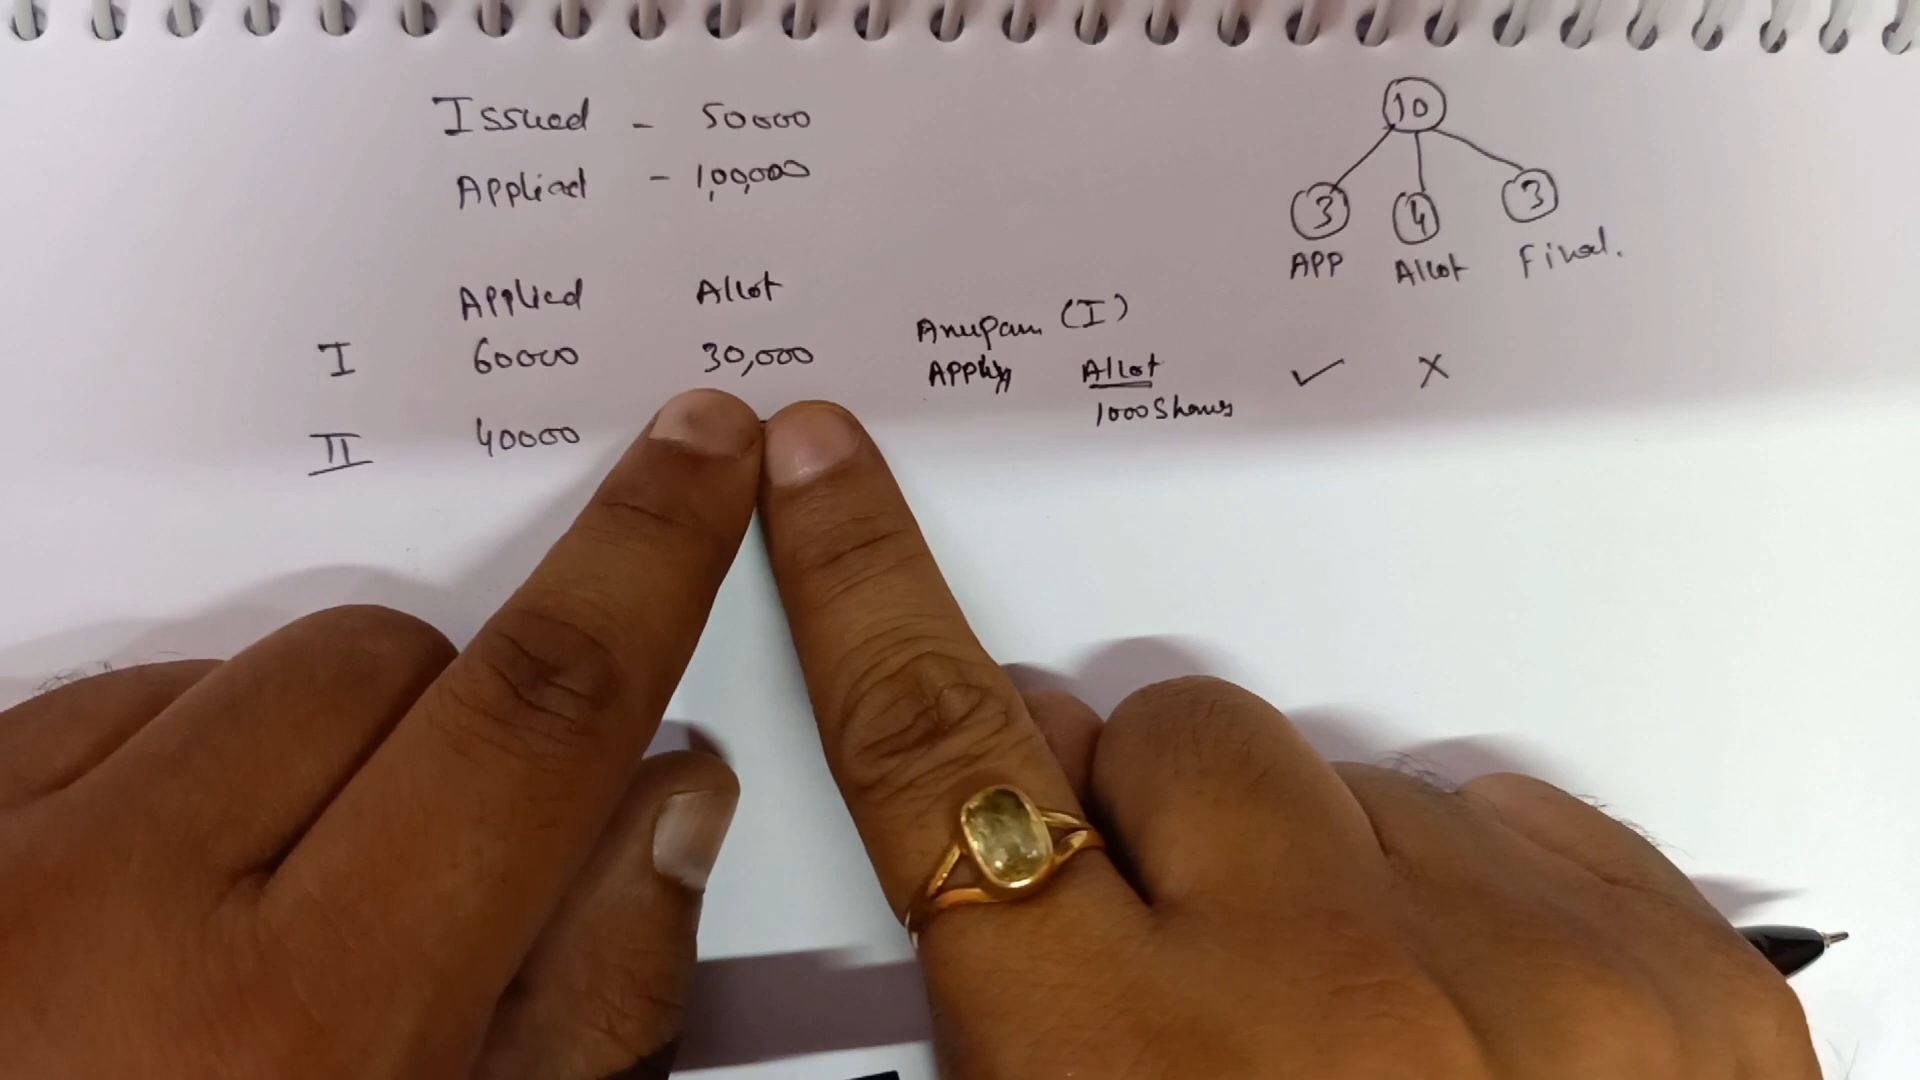 Issued - 50000
Applied - 1,00,000
10
3 4 3
APP Allot Final.
Applied Allot
I 60000 30,000
II 40000
Anupam (I)
Apply Allot ✓ X
1000 Shares